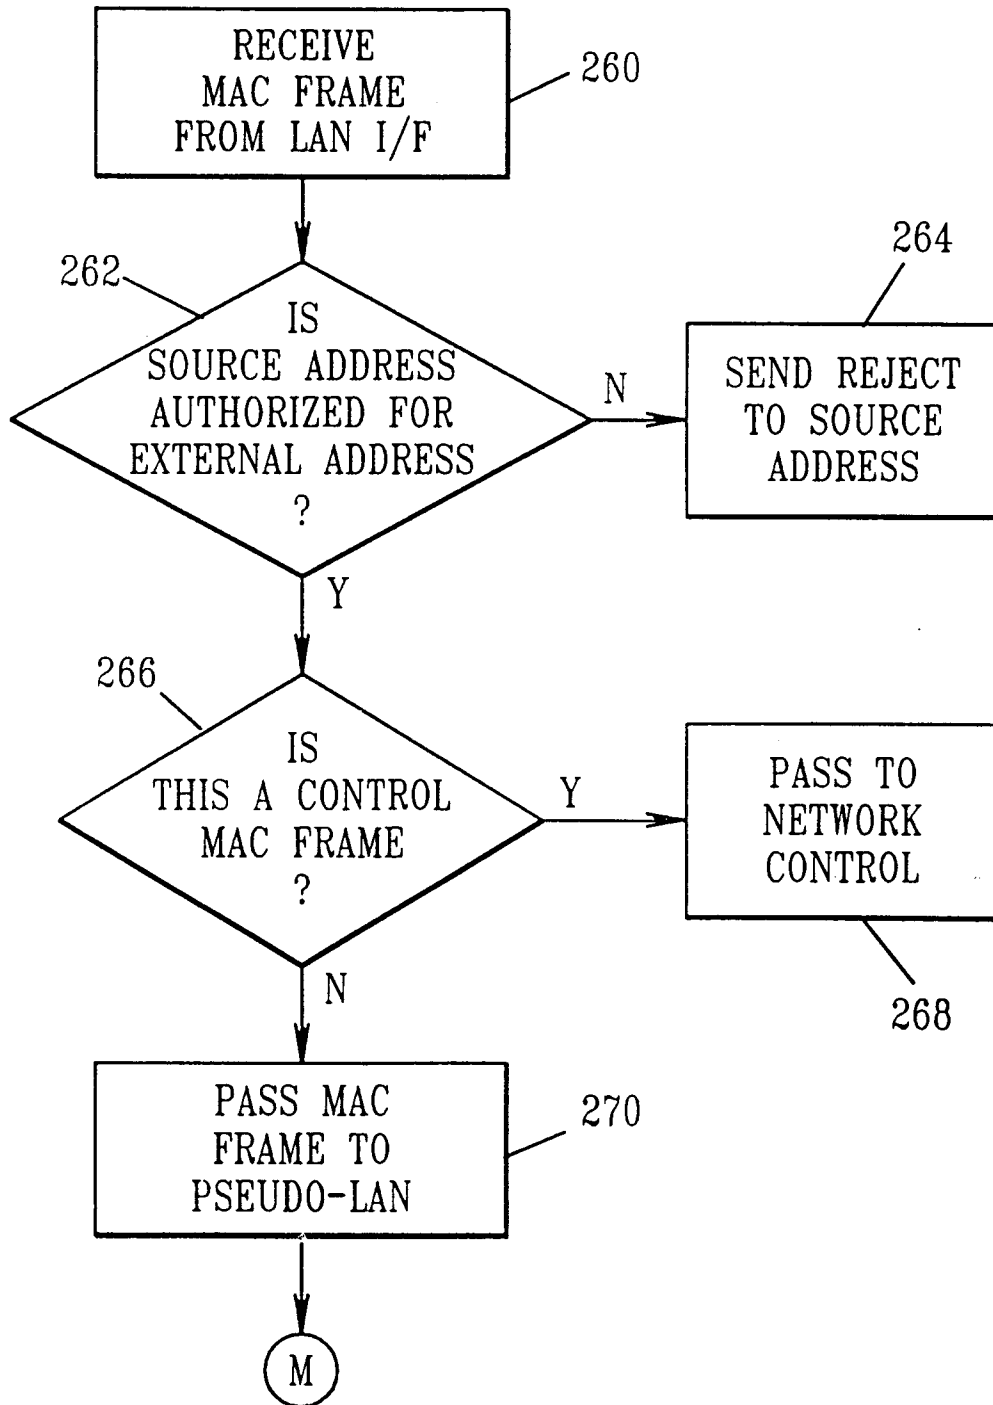 RECEIVE
MAC FRAME
FROM LAN I/F
260
262
IS
SOURCE ADDRESS
AUTHORIZED FOR
EXTERNAL ADDRESS
?
N
264
SEND REJECT
TO SOURCE
ADDRESS
Y
266
IS
THIS A CONTROL
MAC FRAME
?
Y
PASS TO
NETWORK
CONTROL
268
N
PASS MAC
FRAME TO
PSEUDO-LAN
270
M